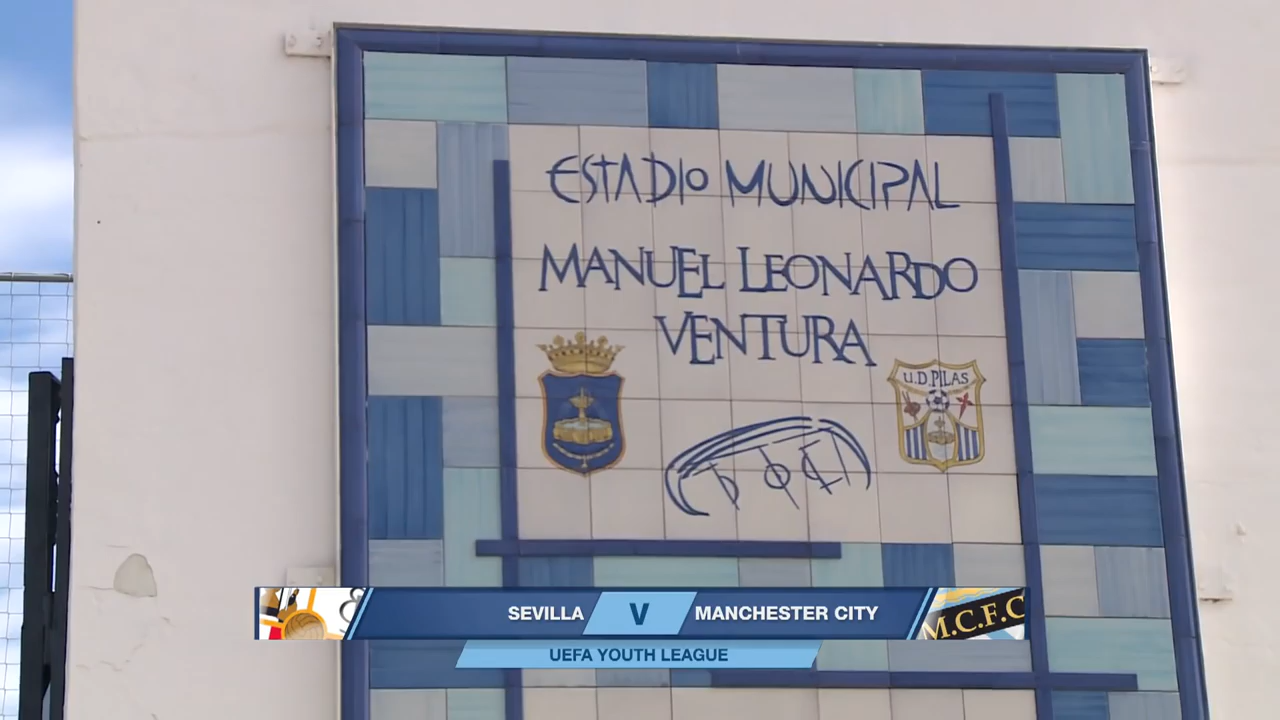 ESTADIO MUNICIPAL
MANUEL LEONARDO
VENTURA
U.D.PILAS
SEVILLA V MANCHESTER CITY
M.C.F.C
UEFA YOUTH LEAGUE